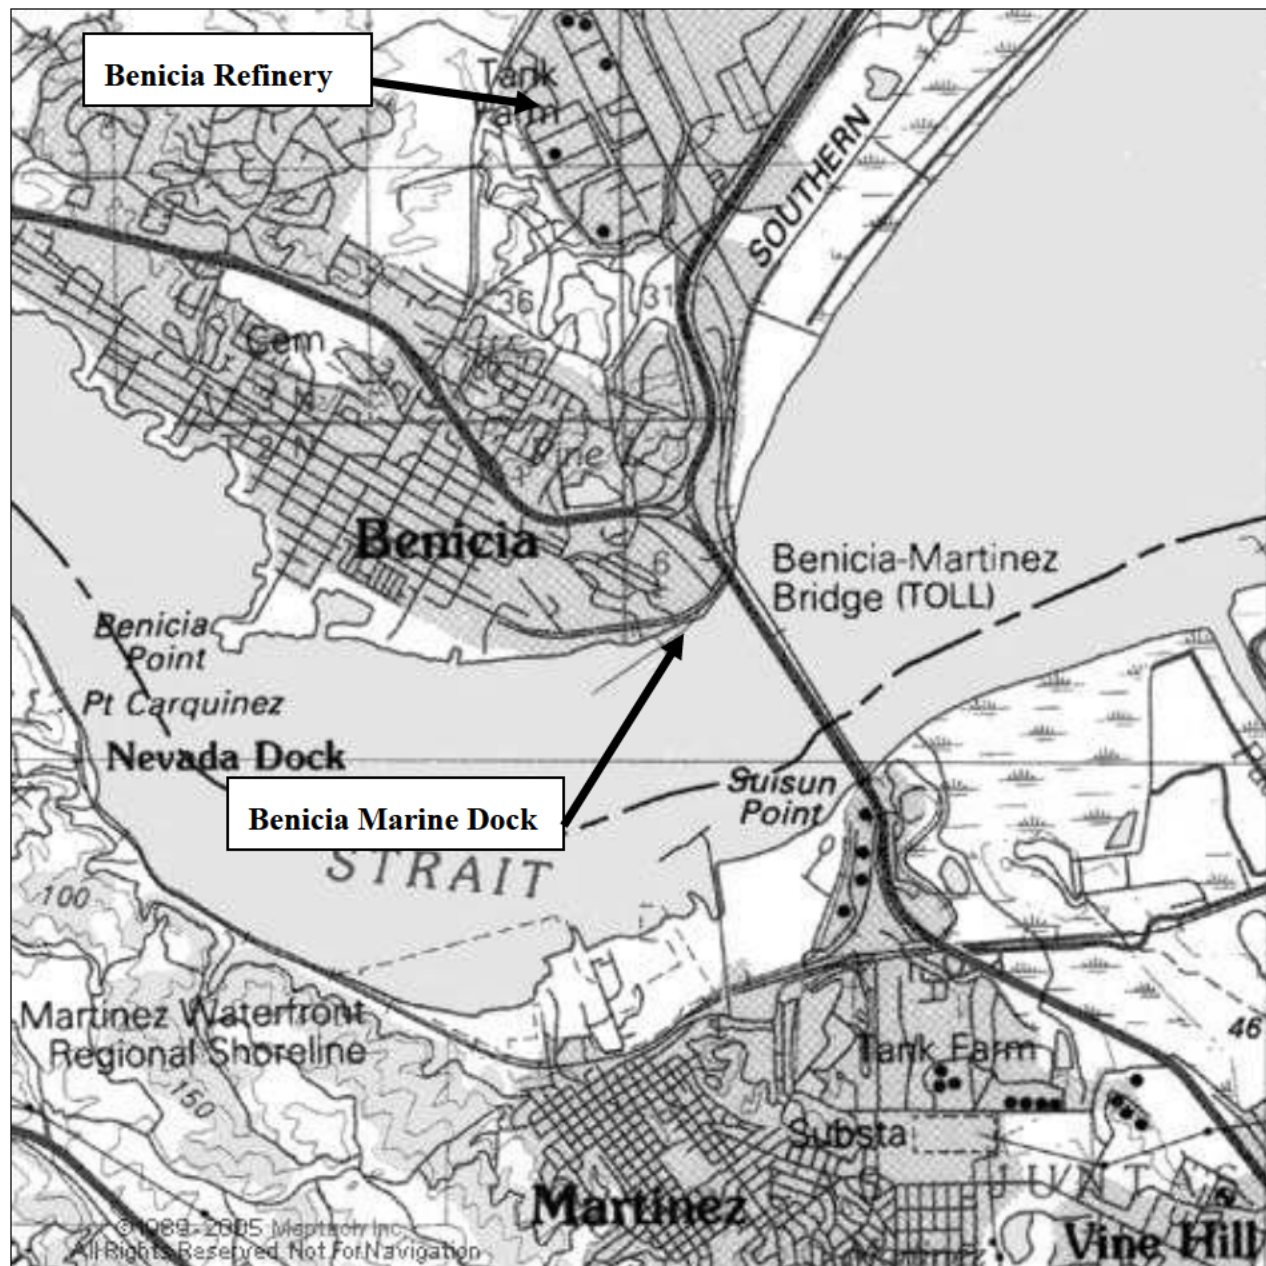 Benicia Refinery
Tank
Farm
SOUTHERN
36
31
Cem
Benicia
6
Benicia-Martinez
Bridge (TOLL)
Benicia
Point
Pt Carquinez
Nevada Dock
Suisun
Point
Benicia Marine Dock
STRAIT
100
Martinez Waterfront
Regional Shoreline
150
46
Tank Farm
Substa
Martinez
Vine Hill
©1989-2005 Maptech Inc
All Rights Reserved. Not For Navigation